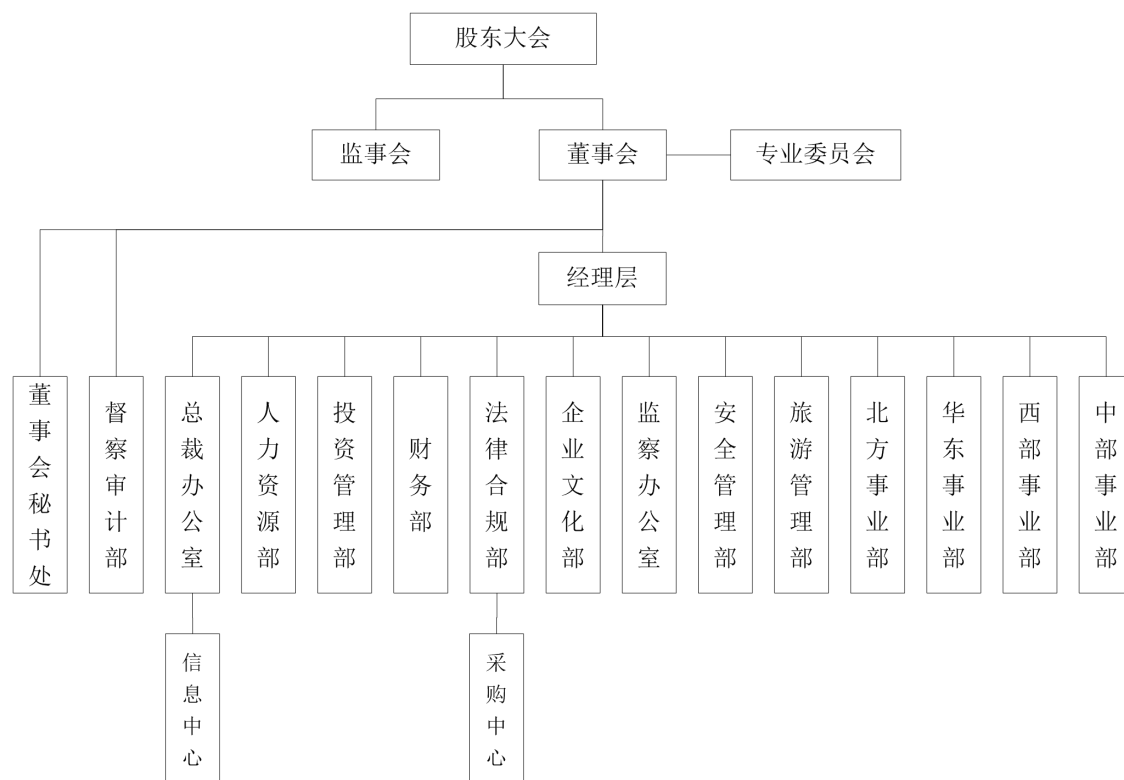 股东大会
监事会
董事会
专业委员会
经理层
董事会秘书处
督察审计部
总裁办公室
人力资源部
投资管理部
财务部
法律合规部
企业文化部
监察办公室
安全管理部
旅游管理部
北方事业部
华东事业部
西部事业部
中部事业部
信息中心
采购中心